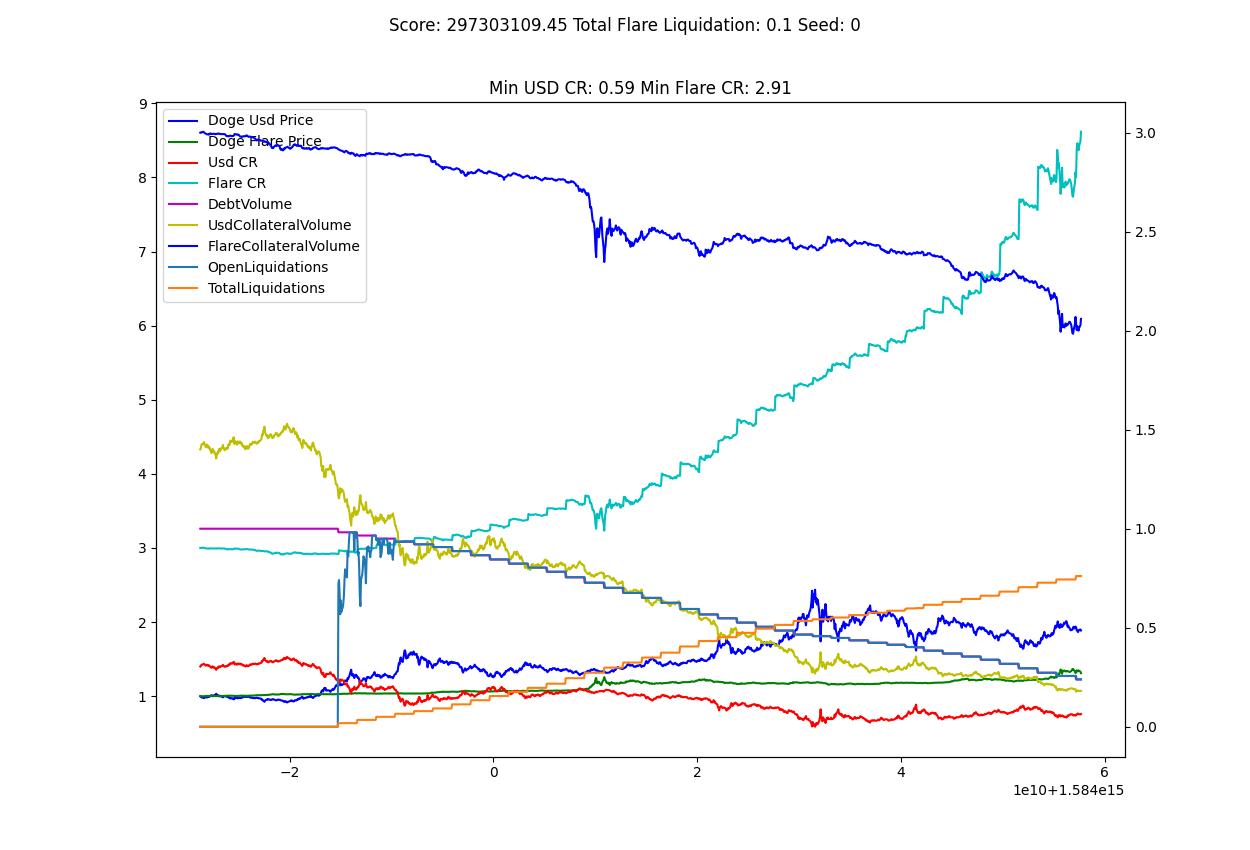 Score: 297303109.45 Total Flare Liquidation: 0.1 Seed: 0
Min USD CR: 0.59 Min Flare CR: 2.91
9
8
7
6
5
4
3
2
1
Doge Usd Price
Doge Flare Price
Usd CR
Flare CR
DebtVolume
UsdCollateralVolume
FlareCollateralVolume
OpenLiquidations
TotalLiquidations
3.0
2.5
2.0
1.5
1.0
0.5
0.0
−2 0 2 4 6
1e10+1.584e15